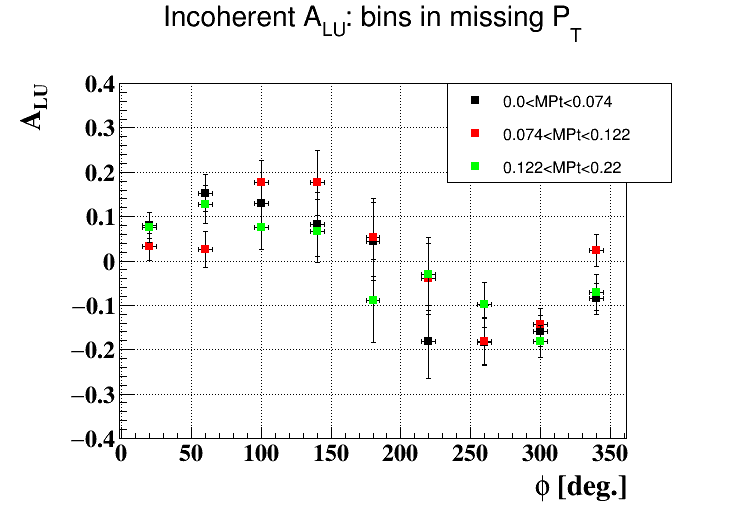 Incoherent A_LU: bins in missing P_T
A_LU
0.4
0.3
0.2
0.1
0
−0.1
−0.2
−0.3
−0.4
0.0<MPt<0.074
0.074<MPt<0.122
0.122<MPt<0.22
0 50 100 150 200 250 300 350
ϕ [deg.]